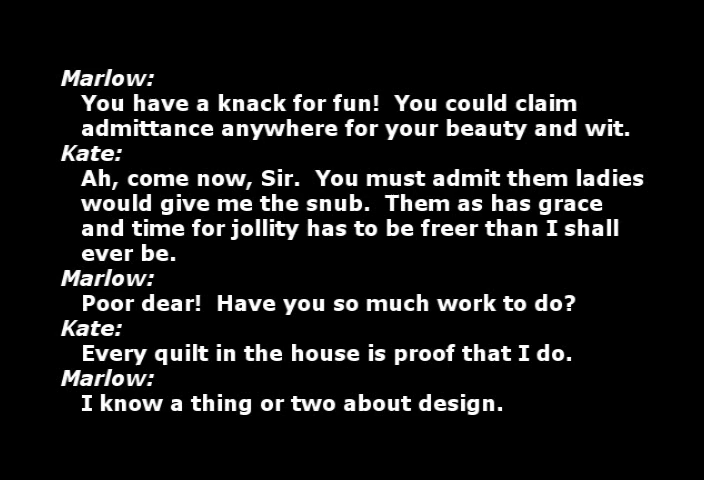 Marlow:
You have a knack for fun!  You could claim
admittance anywhere for your beauty and wit.
Kate:
Ah, come now, Sir.  You must admit them ladies
would give me the snub.  Them as has grace
and time for jollity has to be freer than I shall
ever be.
Marlow:
Poor dear!  Have you so much work to do?
Kate:
Every quilt in the house is proof that I do.
Marlow:
I know a thing or two about design.